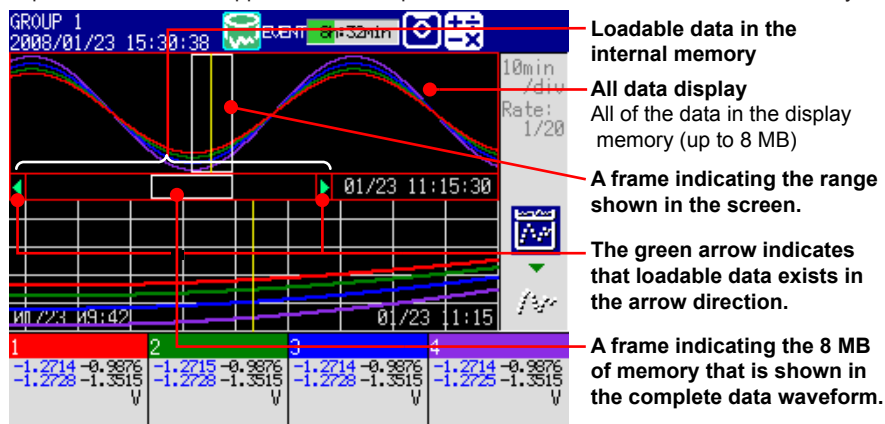 GROUP 1
2008/01/23 15:30:38
EVENT
8h:32min
10min
/div
Rate:
1/20
01/23 11:15:30
01/23 09:42
01/23 11:15
1
2
3
4
-1.2714 -0.9876
-1.2728 -1.3515
V
-1.2715 -0.9876
-1.2728 -1.3515
V
-1.2714 -0.9876
-1.2728 -1.3515
V
-1.2714 -0.9876
-1.2725 -1.3515
V
Loadable data in the
internal memory
All data display
All of the data in the display
memory (up to 8 MB)
A frame indicating the range
shown in the screen.
The green arrow indicates
that loadable data exists in
the arrow direction.
A frame indicating the 8 MB
of memory that is shown in
the complete data waveform.